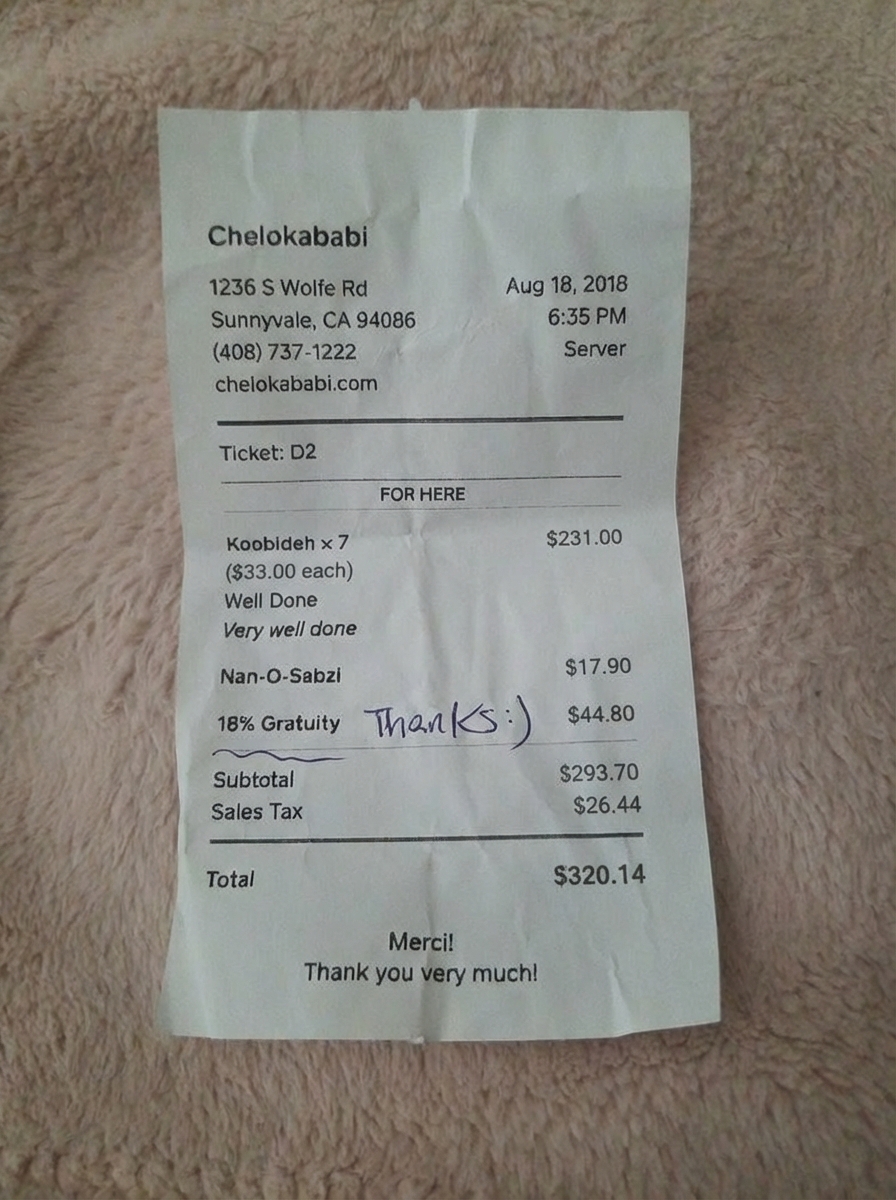 Chelokababi
1236 S Wolfe Rd Aug 18, 2018
Sunnyvale, CA 94086 6:35 PM
(408) 737-1222 Server
chelokababi.com
Ticket: D2
FOR HERE
Koobideh x 7 $231.00
($33.00 each)
Well Done
Very well done
Nan-O-Sabzi $17.90
18% Gratuity Thanks:) $44.80
Subtotal $293.70
Sales Tax $26.44
Total $320.14
Merci!
Thank you very much!